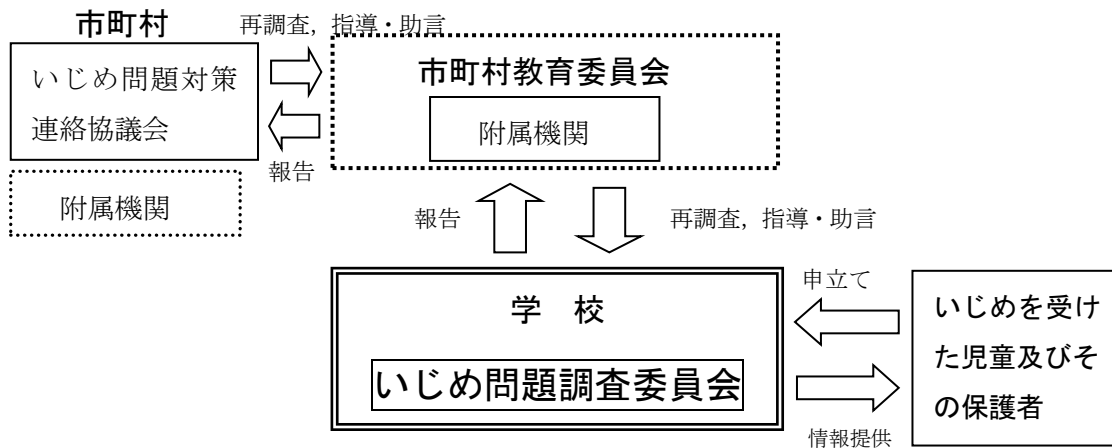 市町村
再調査，指導・助言
いじめ問題対策
連絡協議会
報告
附属機関
市町村教育委員会
附属機関
報告
再調査，指導・助言
学　校
いじめ問題調査委員会
申立て
情報提供
いじめを受け
た児童及びそ
の保護者